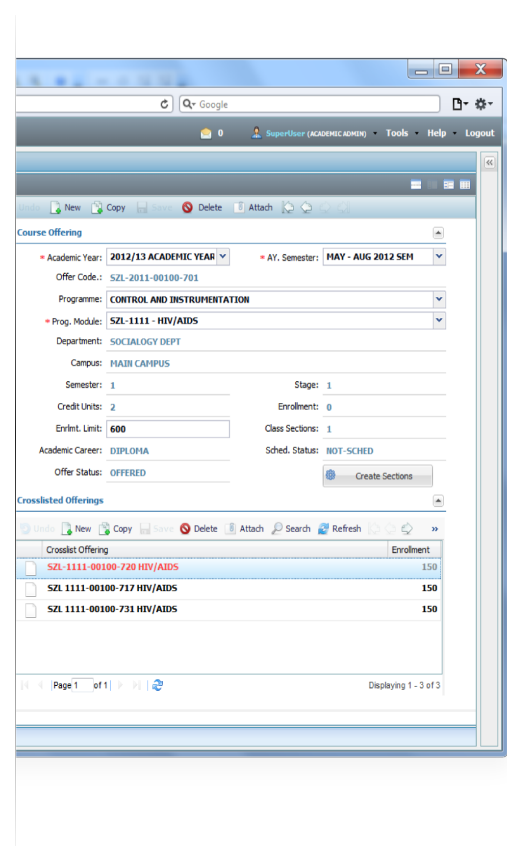 Google
0 SuperUser (ACADEMIC ADMIN) Tools Help Logout
Undo New Copy Save Delete Attach
Course Offering
* Academic Year: 2012/13 ACADEMIC YEAR * AY. Semester: MAY - AUG 2012 SEM
Offer Code.: SZL-2011-00100-701
Programme: CONTROL AND INSTRUMENTATION
* Prog. Module: SZL-1111 - HIV/AIDS
Department: SOCIALOGY DEPT
Campus: MAIN CAMPUS
Semester: 1 Stage: 1
Credit Units: 2 Enrolment: 0
Enrlmt. Limit: 600 Class Sections: 1
Academic Career: DIPLOMA Sched. Status: NOT-SCHED
Offer Status: OFFERED Create Sections
Crosslisted Offerings
Undo New Copy Save Delete Attach Search Refresh »
Crosslist Offering Enrolment
SZL-1111-00100-720 HIV/AIDS 150
SZL 1111-00100-717 HIV/AIDS 150
SZL 1111-00100-731 HIV/AIDS 150
Page 1 of 1 Displaying 1 - 3 of 3